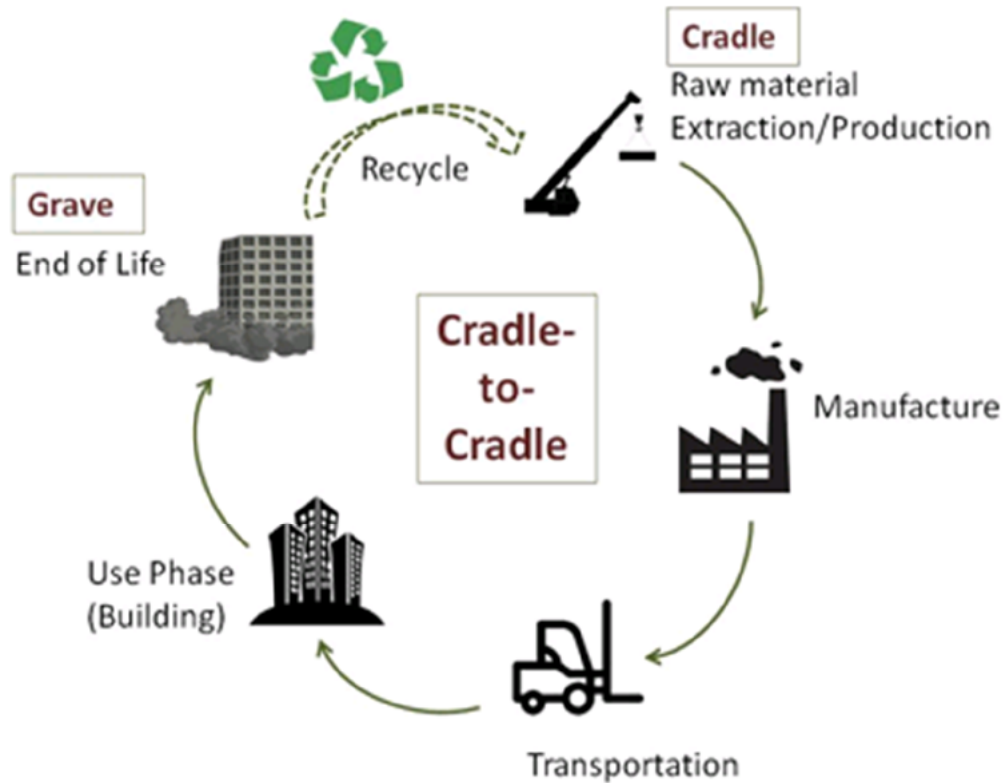 Cradle
Raw material
Extraction/Production
Recycle
Grave
End of Life
Cradle-
to-
Cradle
Manufacture
Use Phase
(Building)
Transportation